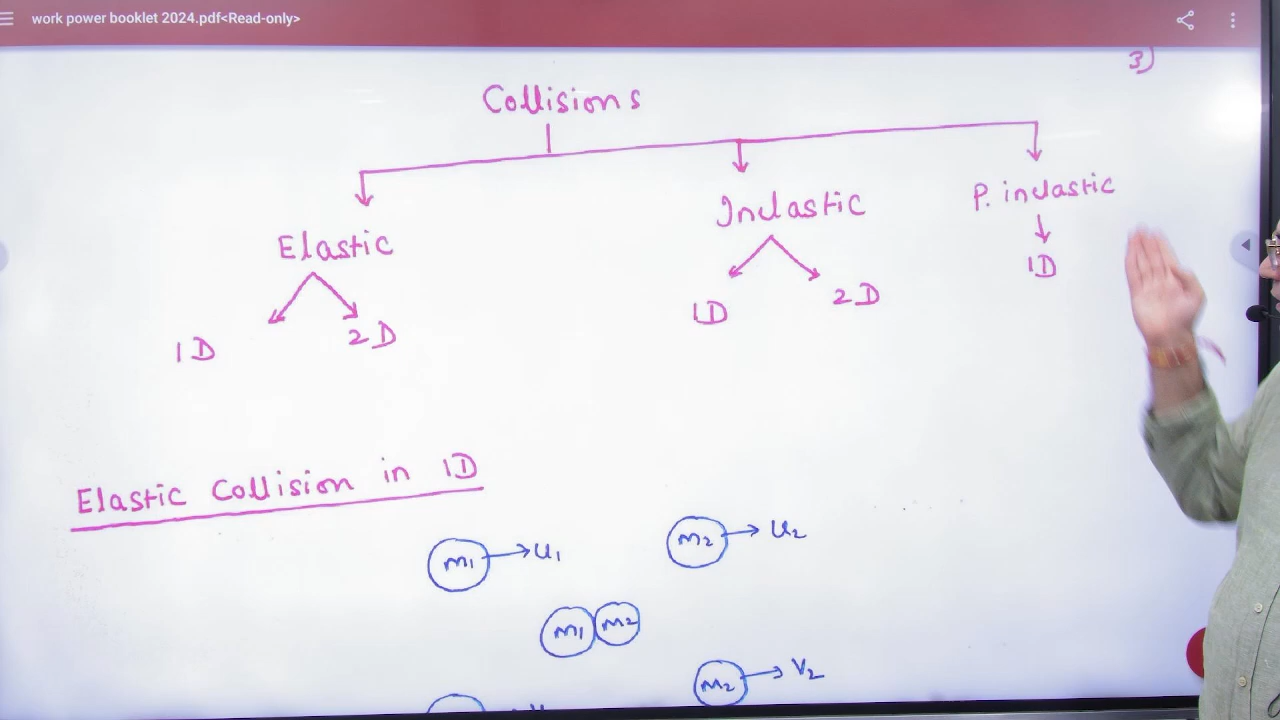 work power booklet 2024.pdf<Read-only>
3)
Collisions
Elastic
Inelastic
P. inelastic
1D
2D
1D
2D
1D
Elastic Collision in 1D
m1 → u1
m2 → u2
m1 m2
m2 → v2